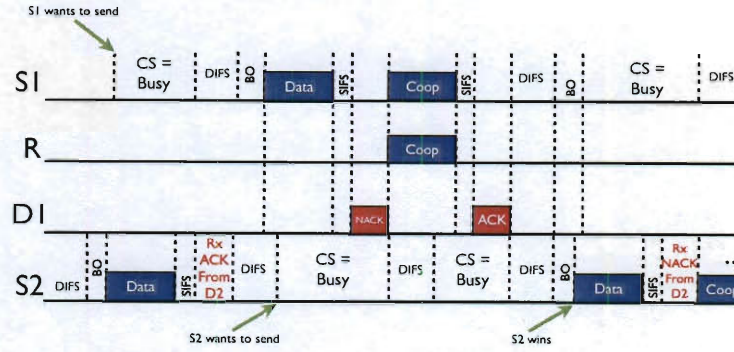 S1 wants to send
S1
CS =
Busy
DIFS
BO
Data
SIFS
Coop
SIFS
DIFS
BO
CS =
Busy
DIFS
R
Coop
D1
NACK
ACK
S2
DIFS
BO
Data
SIFS
Rx
ACK
From
D2
DIFS
CS =
Busy
DIFS
CS =
Busy
DIFS
BO
Data
SIFS
Rx
NACK
From
D2
Coop
S2 wants to send
S2 wins